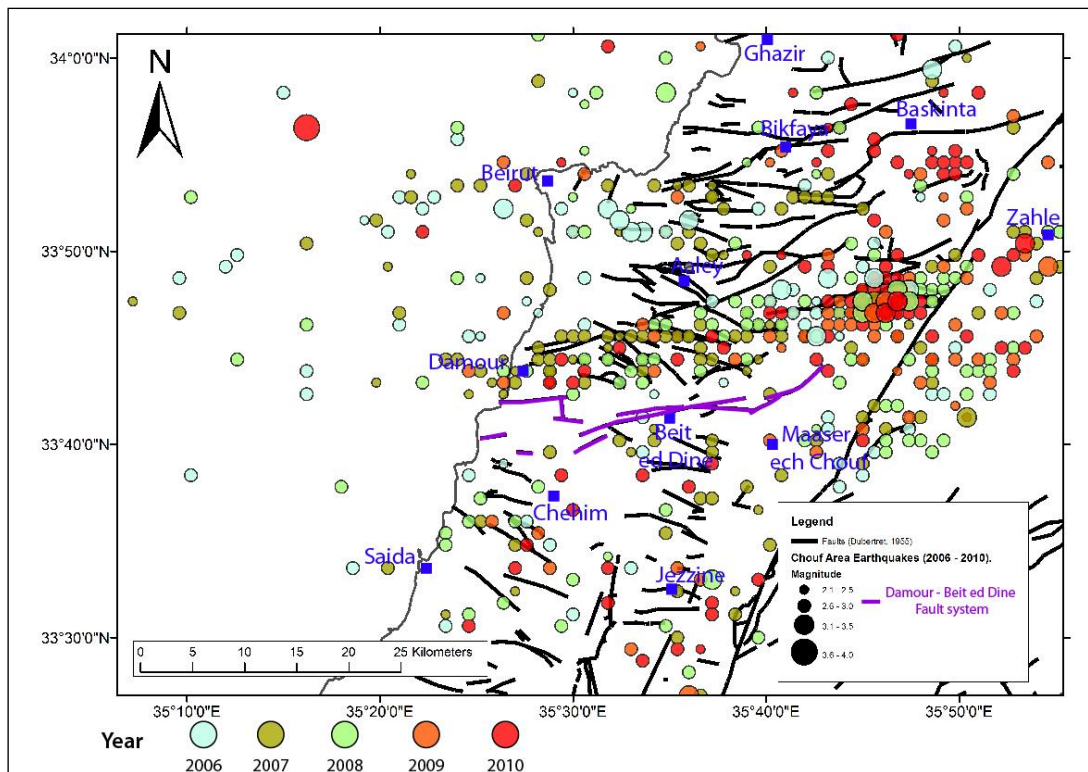 N
34°0'0"N
33°50'0"N
33°40'0"N
33°30'0"N
Ghazir
Baskinta
Bikfaya
Beirut
Zahle
Aaley
Damour
Beit
ed Dine
Maaser
ech Chouf
Chehim
Saida
Jezzine
Legend
Faults (Dubertret, 1955)
Chouf Area Earthquakes (2006 - 2010).
Magnitude
2.1 - 2.5
2.6 - 3.0
3.1 - 3.5
3.6 - 4.0
Damour - Beit ed Dine
Fault system
0 5 10 15 20 25 Kilometers
35°10'0"E 35°20'0"E 35°30'0"E 35°40'0"E 35°50'0"E
Year
2006 2007 2008 2009 2010